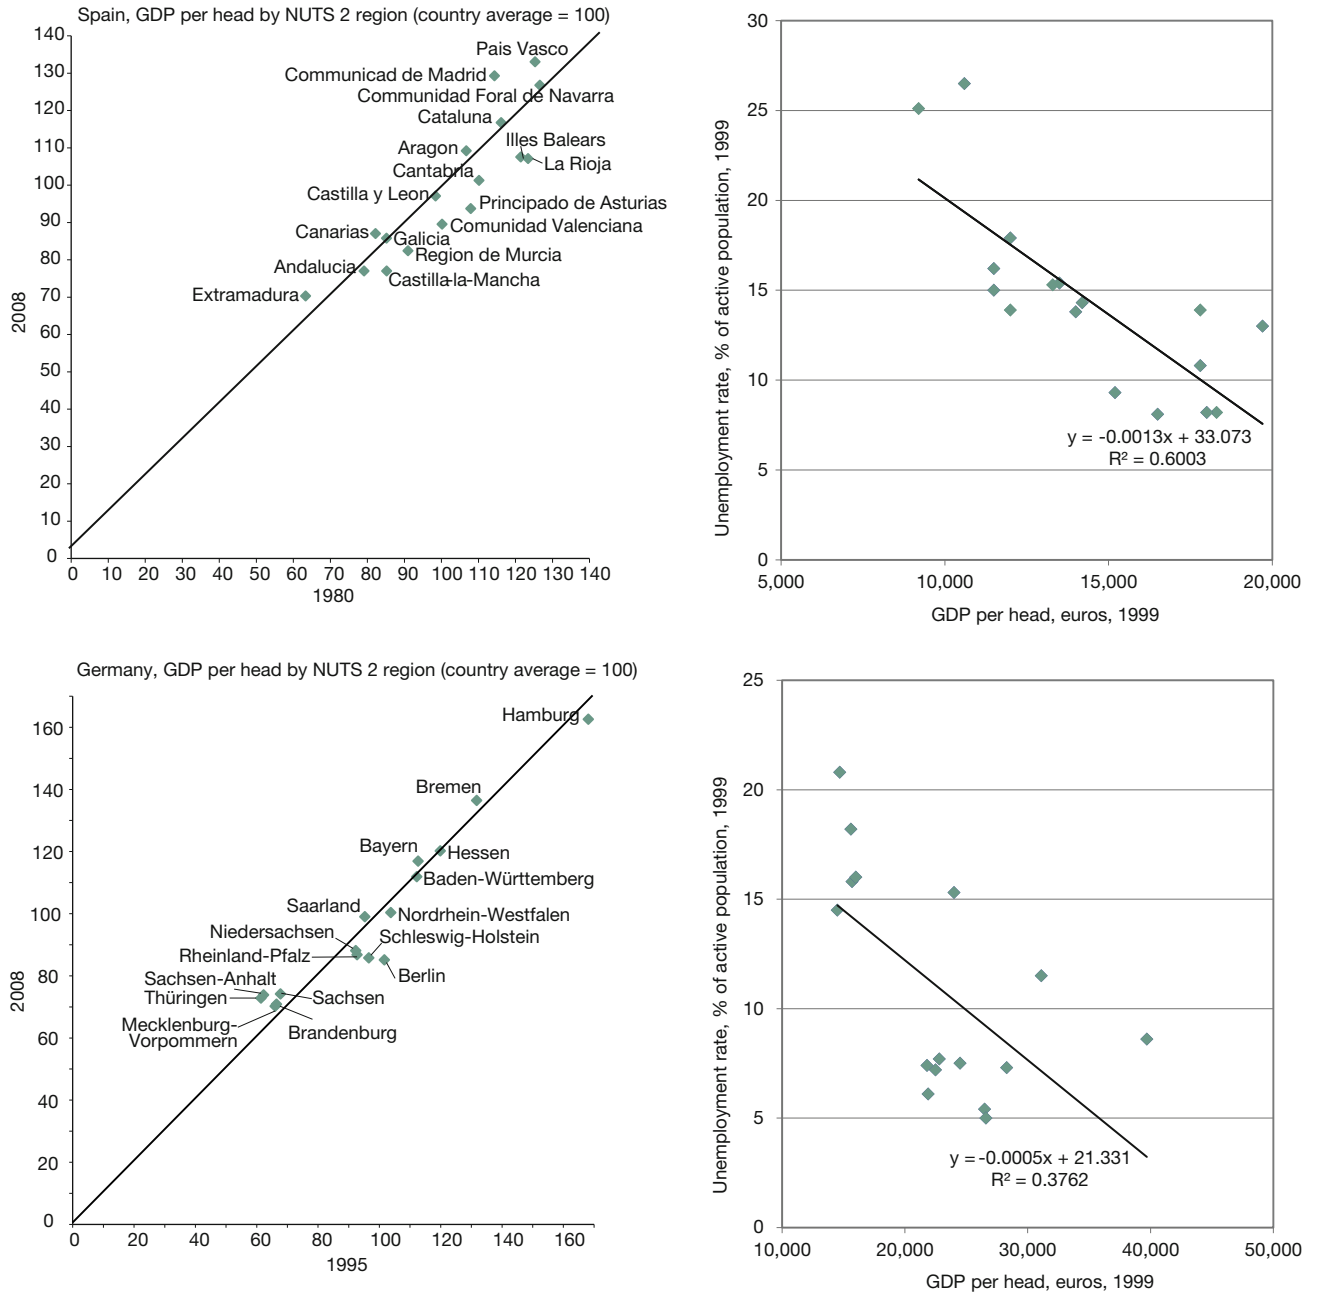 Spain, GDP per head by NUTS 2 region (country average = 100)
140
130
120
110
100
90
80
70
60
50
40
30
20
10
0
2008
Pais Vasco
Communicad de Madrid
Communidad Foral de Navarra
Cataluna
Illes Balears
Aragon
La Rioja
Cantabria
Castilla y Leon
Principado de Asturias
Comunidad Valenciana
Canarias
Galicia
Region de Murcia
Andalucia
Castilla-la-Mancha
Extramadura
0 10 20 30 40 50 60 70 80 90 100 110 120 130 140
1980
30
25
20
15
10
5
0
Unemployment rate, % of active population, 1999
y = -0.0013x + 33.073
R² = 0.6003
5,000 10,000 15,000 20,000
GDP per head, euros, 1999
Germany, GDP per head by NUTS 2 region (country average = 100)
160
140
120
100
80
60
40
20
0
2008
Hamburg
Bremen
Bayern
Hessen
Baden-Württemberg
Saarland
Nordrhein-Westfalen
Niedersachsen
Schleswig-Holstein
Rheinland-Pfalz
Berlin
Sachsen-Anhalt
Thüringen
Sachsen
Mecklenburg-
Vorpommern
Brandenburg
0 20 40 60 80 100 120 140 160
1995
25
20
15
10
5
0
Unemployment rate, % of active population, 1999
y = -0.0005x + 21.331
R² = 0.3762
10,000 20,000 30,000 40,000 50,000
GDP per head, euros, 1999